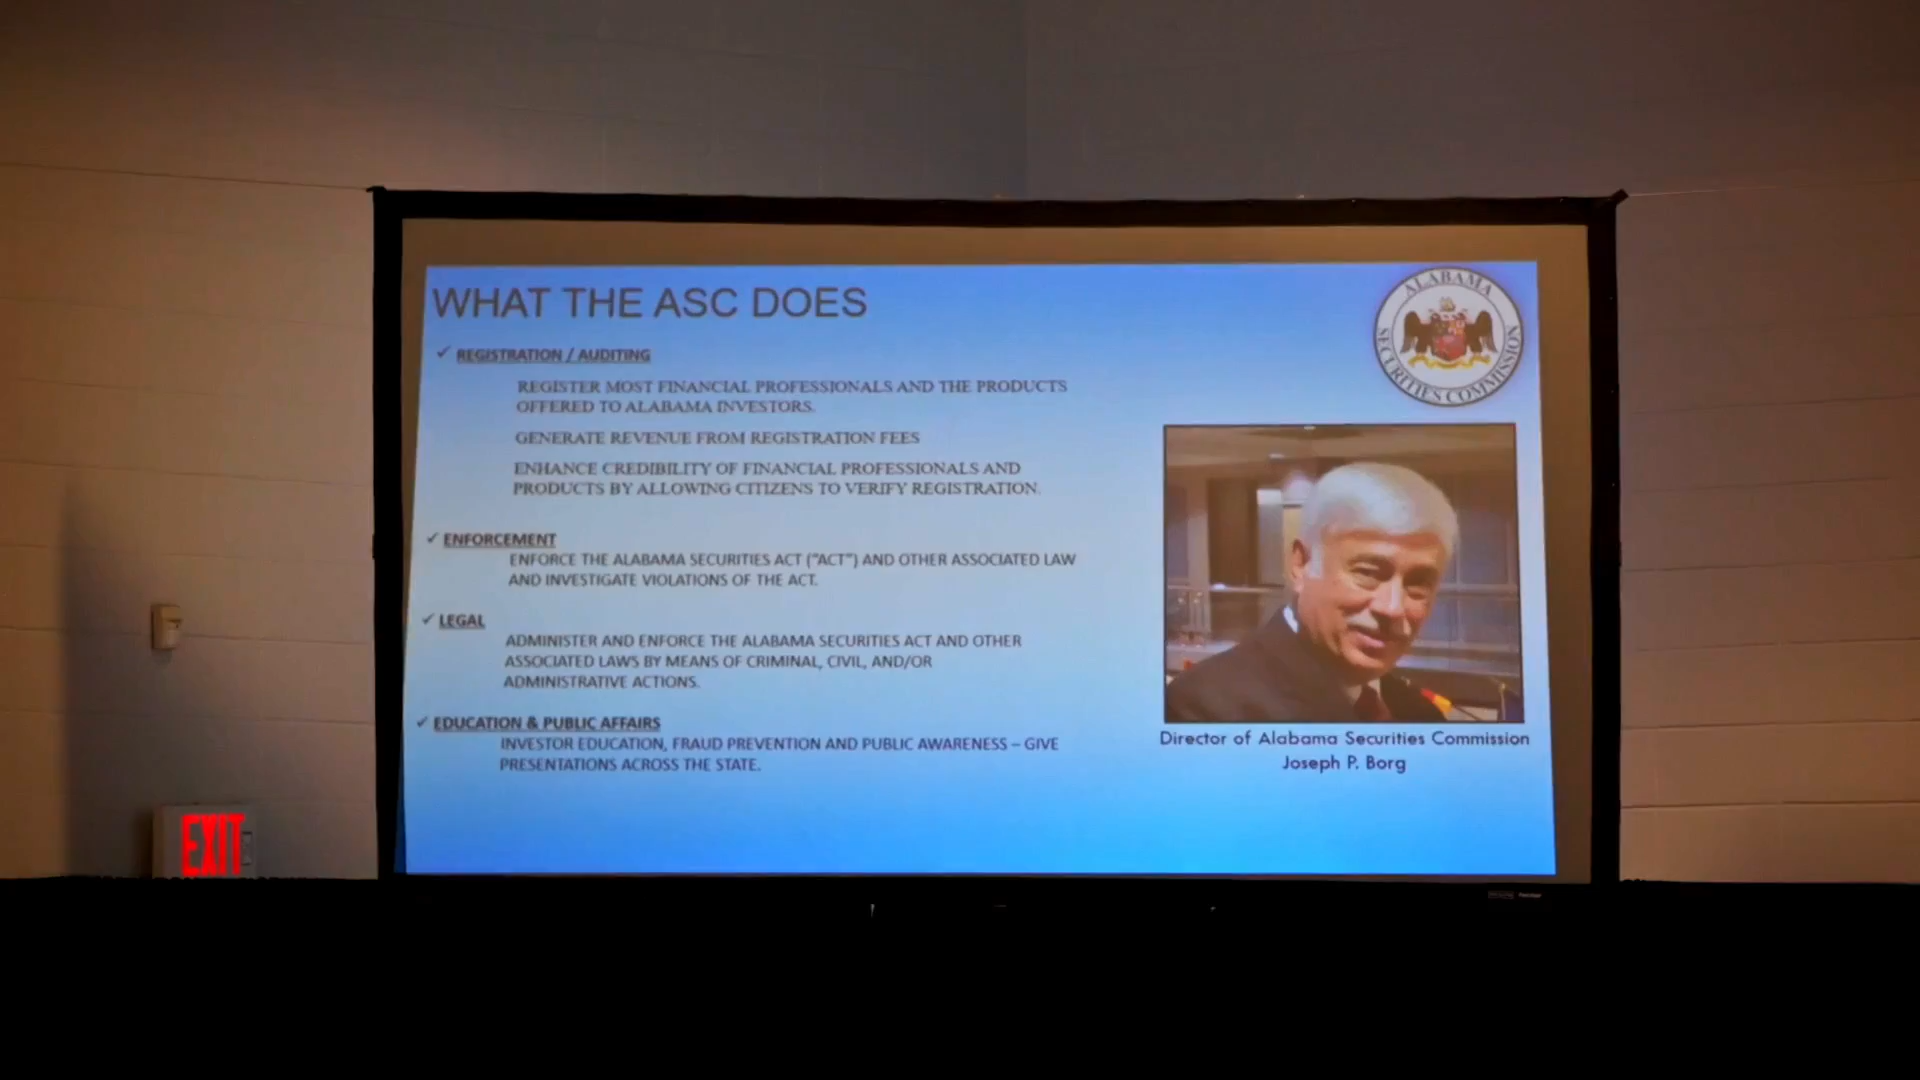 WHAT THE ASC DOES
✓ REGISTRATION / AUDITING
REGISTER MOST FINANCIAL PROFESSIONALS AND THE PRODUCTS
OFFERED TO ALABAMA INVESTORS.
GENERATE REVENUE FROM REGISTRATION FEES
ENHANCE CREDIBILITY OF FINANCIAL PROFESSIONALS AND
PRODUCTS BY ALLOWING CITIZENS TO VERIFY REGISTRATION.
✓ ENFORCEMENT
ENFORCE THE ALABAMA SECURITIES ACT ("ACT") AND OTHER ASSOCIATED LAW
AND INVESTIGATE VIOLATIONS OF THE ACT.
✓ LEGAL
ADMINISTER AND ENFORCE THE ALABAMA SECURITIES ACT AND OTHER
ASSOCIATED LAWS BY MEANS OF CRIMINAL, CIVIL, AND/OR
ADMINISTRATIVE ACTIONS.
✓ EDUCATION & PUBLIC AFFAIRS
INVESTOR EDUCATION, FRAUD PREVENTION AND PUBLIC AWARENESS – GIVE
PRESENTATIONS ACROSS THE STATE.
ALABAMA
SECURITIES COMMISSION
Director of Alabama Securities Commission
Joseph P. Borg
EXIT